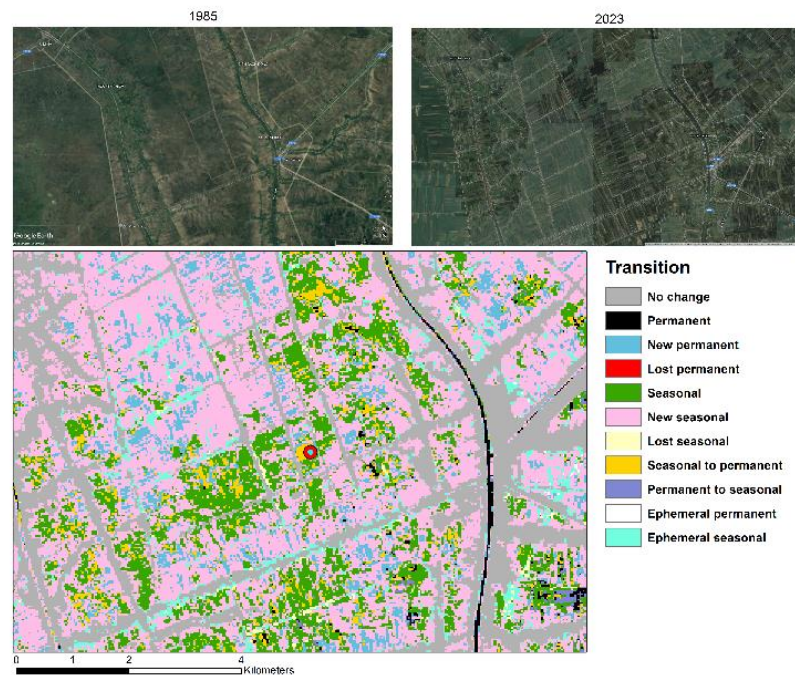 1985
2023
Google Earth
Transition
No change
Permanent
New permanent
Lost permanent
Seasonal
New seasonal
Lost seasonal
Seasonal to permanent
Permanent to seasonal
Ephemeral permanent
Ephemeral seasonal
0 1 2 4
Kilometers